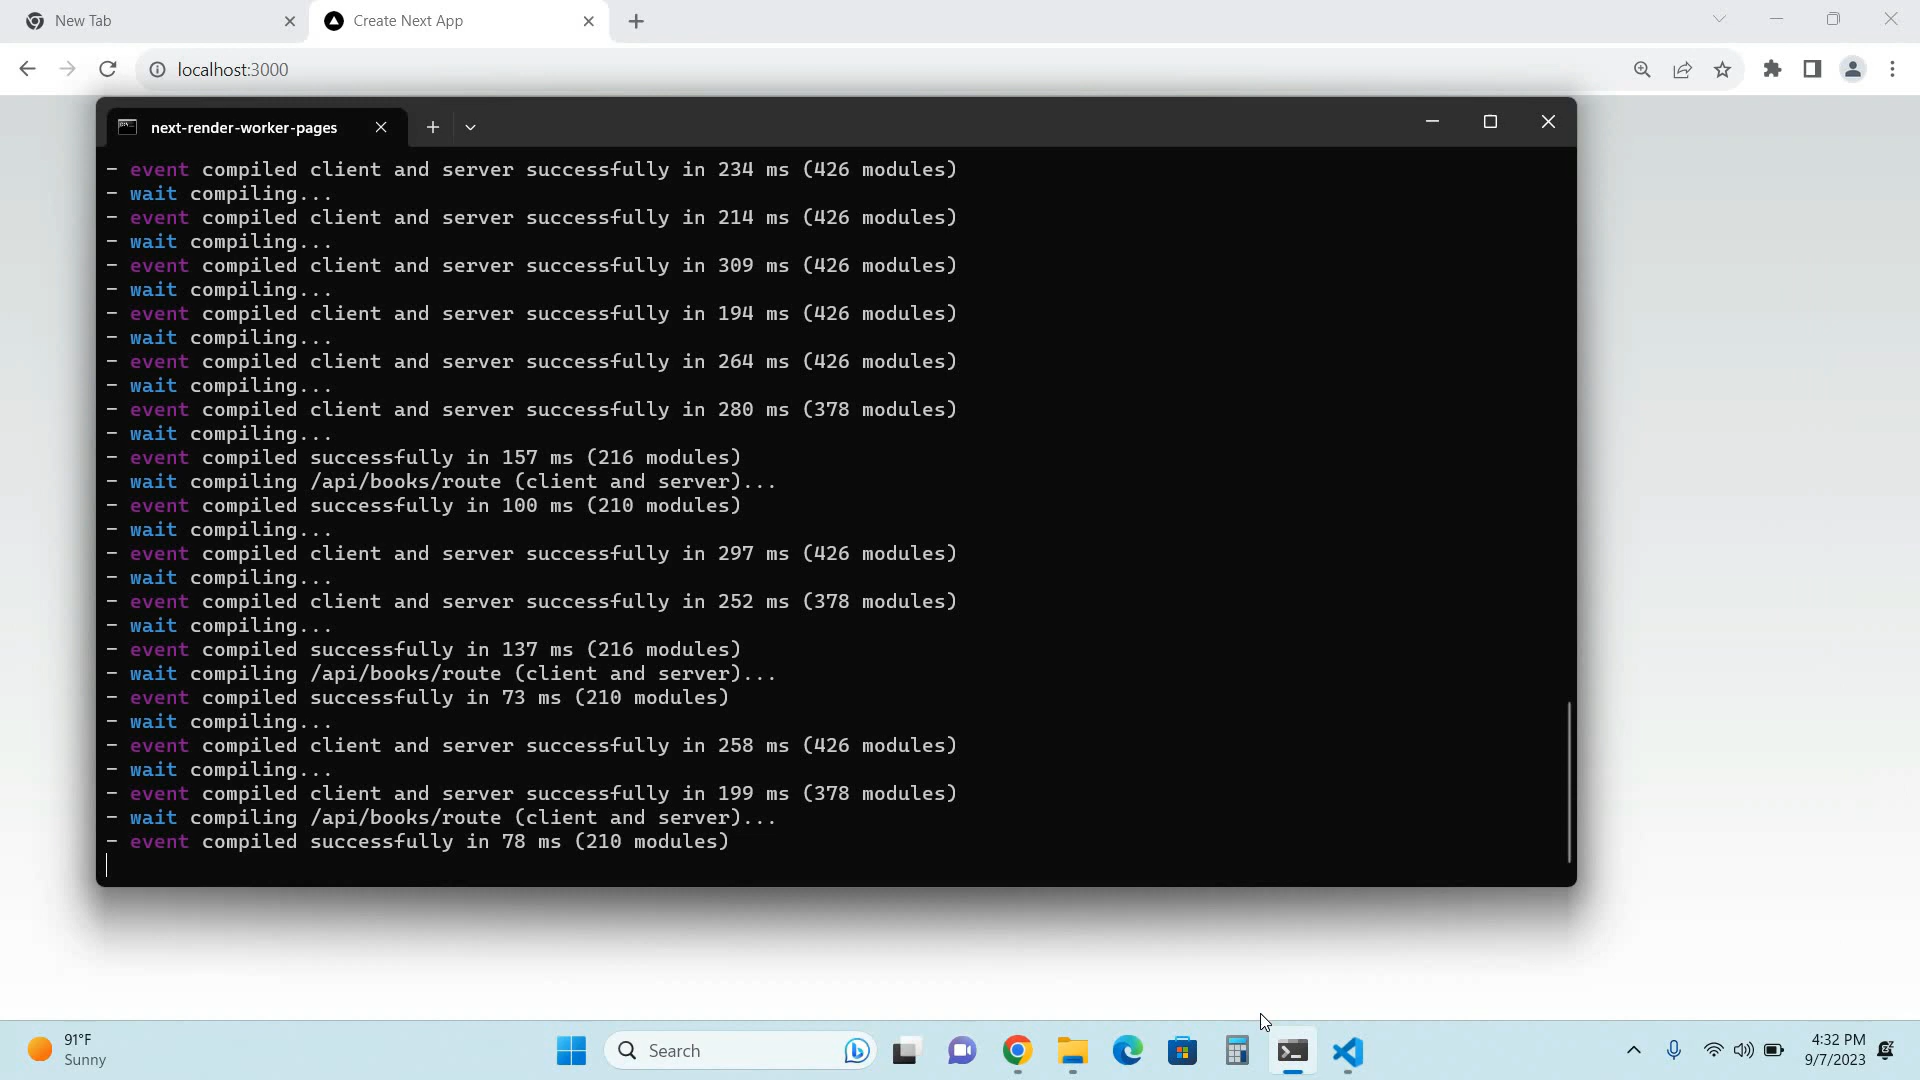 New Tab
Create Next App
localhost:3000
next-render-worker-pages
- event compiled client and server successfully in 234 ms (426 modules)
- wait compiling...
- event compiled client and server successfully in 214 ms (426 modules)
- wait compiling...
- event compiled client and server successfully in 309 ms (426 modules)
- wait compiling...
- event compiled client and server successfully in 194 ms (426 modules)
- wait compiling...
- event compiled client and server successfully in 264 ms (426 modules)
- wait compiling...
- event compiled client and server successfully in 280 ms (378 modules)
- wait compiling...
- event compiled successfully in 157 ms (216 modules)
- wait compiling /api/books/route (client and server)...
- event compiled successfully in 100 ms (210 modules)
- wait compiling...
- event compiled client and server successfully in 297 ms (426 modules)
- wait compiling...
- event compiled client and server successfully in 252 ms (378 modules)
- wait compiling...
- event compiled successfully in 137 ms (216 modules)
- wait compiling /api/books/route (client and server)...
- event compiled successfully in 73 ms (210 modules)
- wait compiling...
- event compiled client and server successfully in 258 ms (426 modules)
- wait compiling...
- event compiled client and server successfully in 199 ms (378 modules)
- wait compiling /api/books/route (client and server)...
- event compiled successfully in 78 ms (210 modules)
91°F
Sunny
Search
4:32 PM
9/7/2023